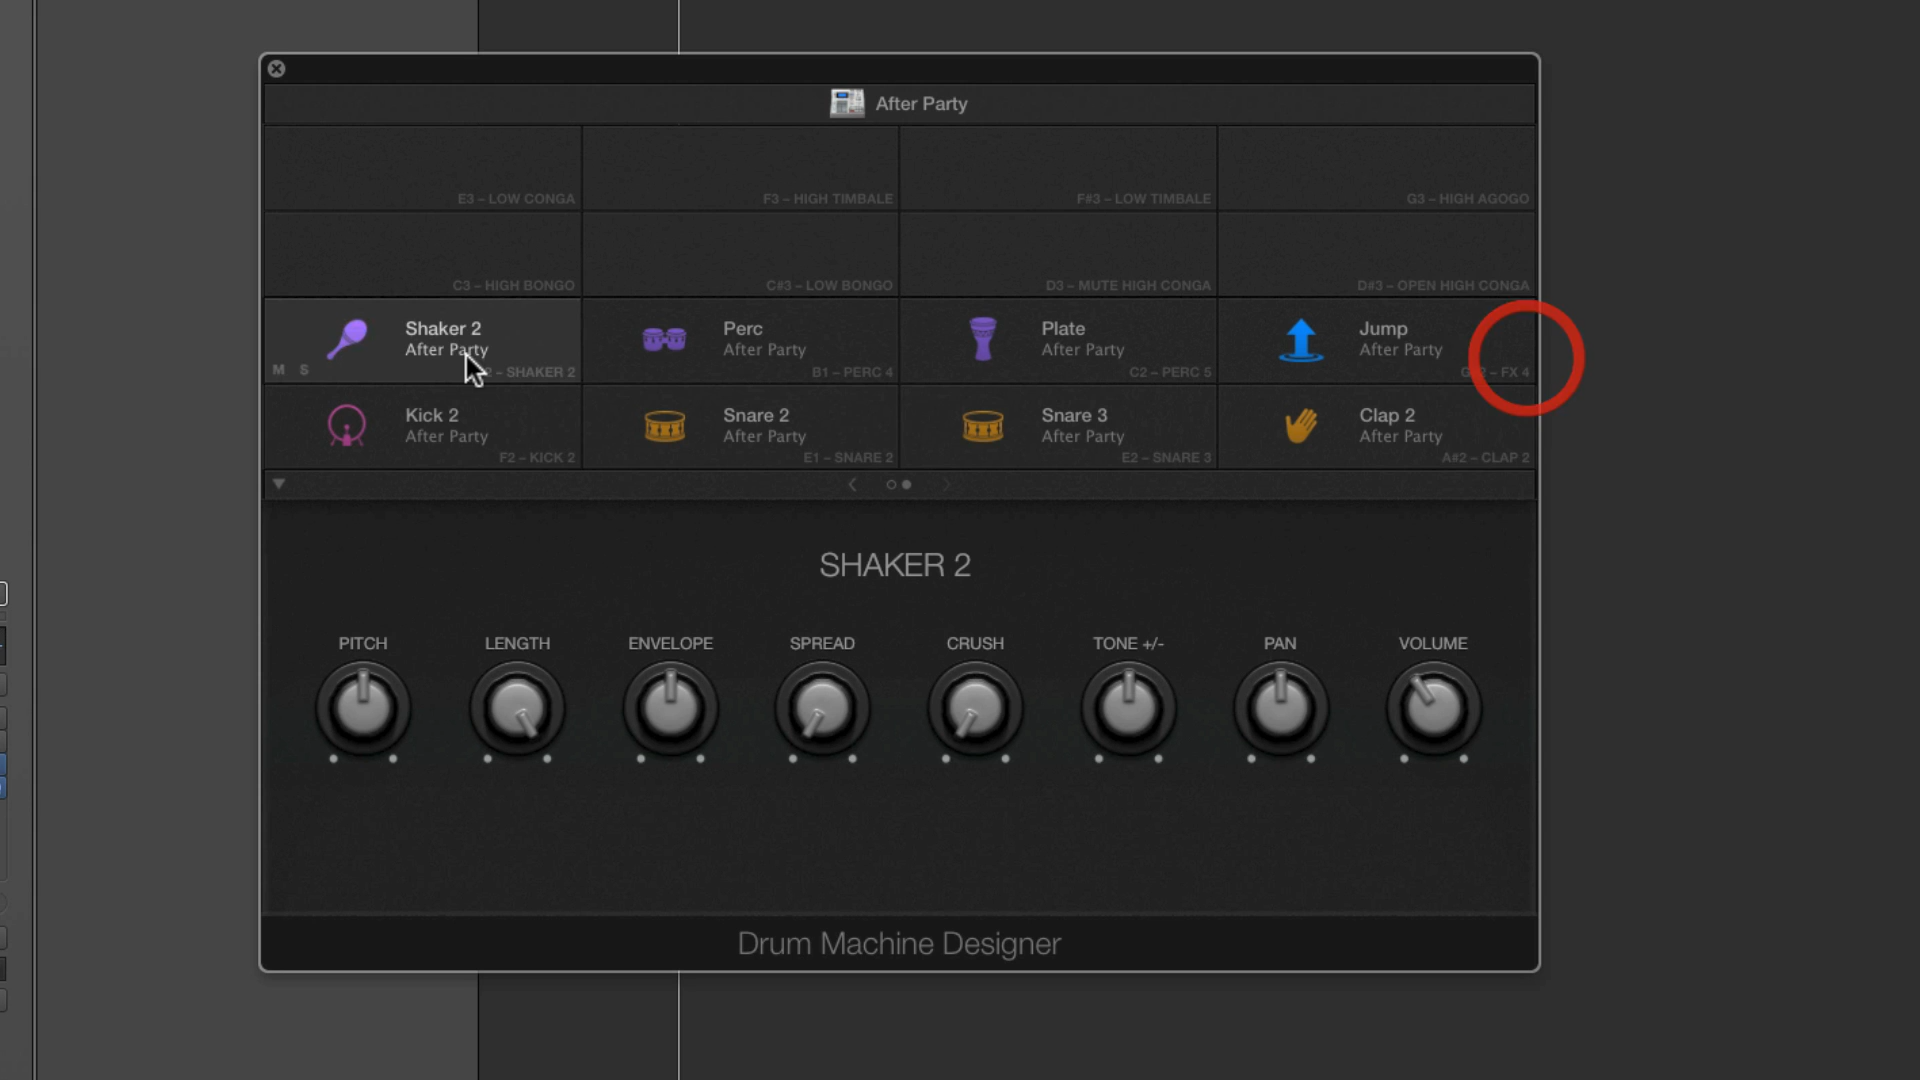 After Party
E3 – LOW CONGA
F3 – HIGH TIMBALE
F#3 – LOW TIMBALE
G3 – HIGH AGOGO
C3 – HIGH BONGO
C#3 – LOW BONGO
D3 – MUTE HIGH CONGA
D#3 – OPEN HIGH CONGA
Shaker 2
After Party
M S
– SHAKER 2
Perc
After Party
B1 – PERC 4
Plate
After Party
C2 – PERC 5
Jump
After Party
– FX 4
Kick 2
After Party
F2 – KICK 2
Snare 2
After Party
E1 – SNARE 2
Snare 3
After Party
E2 – SNARE 3
Clap 2
After Party
A#2 – CLAP 2
SHAKER 2
PITCH
LENGTH
ENVELOPE
SPREAD
CRUSH
TONE +/-
PAN
VOLUME
Drum Machine Designer